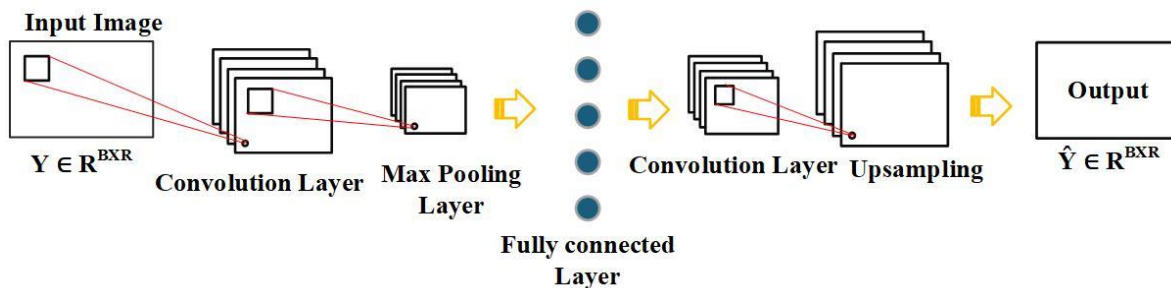 Input Image
Y ∈ R^BXR
Convolution Layer
Max Pooling
Layer
Fully connected
Layer
Convolution Layer
Upsampling
Output
Ŷ ∈ R^BXR